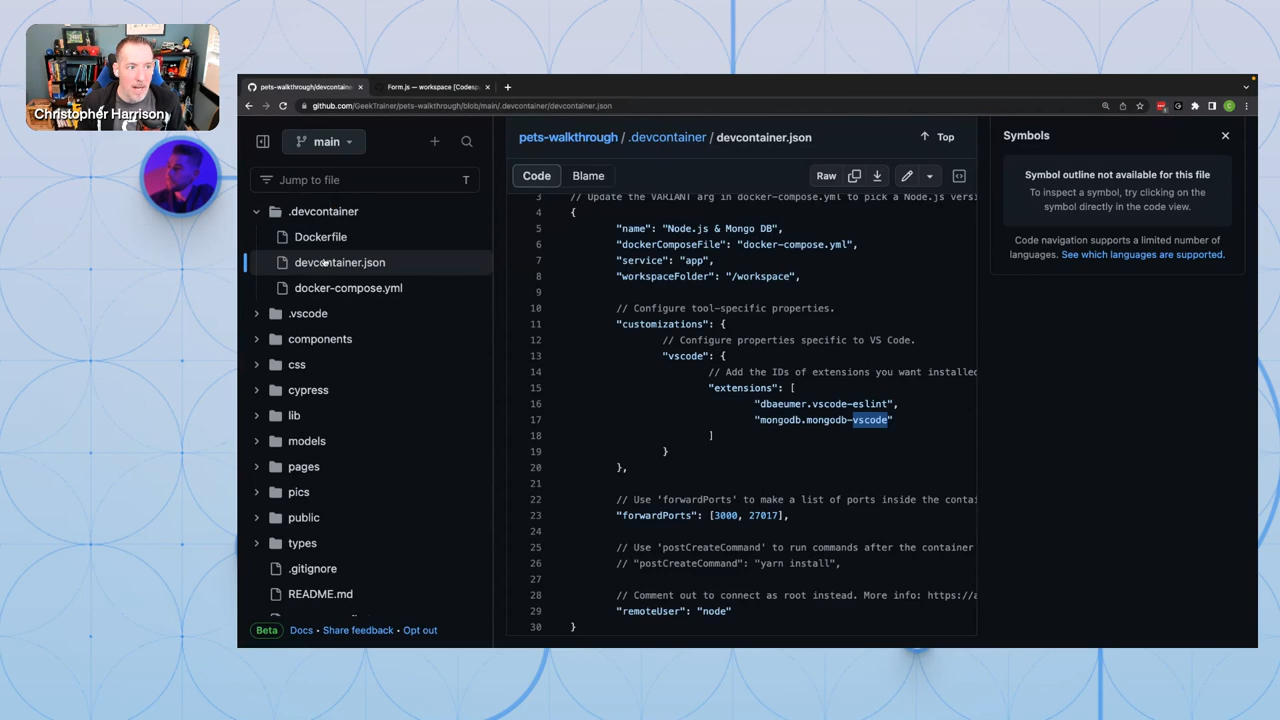 Christopher Harrison
pets-walkthrough/devcontaine
Form.js — workspace [Codesp
github.com/GeekTrainer/pets-walkthrough/blob/main/.devcontainer/devcontainer.json
main
Jump to file
T
.devcontainer
Dockerfile
devcontainer.json
docker-compose.yml
.vscode
components
css
cypress
lib
models
pages
pics
public
types
.gitignore
README.md
Beta
Docs • Share feedback • Opt out
pets-walkthrough / .devcontainer / devcontainer.json
Top
Code
Blame
Raw
3 // Update the VARIANT arg in docker-compose.yml to pick a Node.js versi
4 {
5 "name": "Node.js & Mongo DB",
6 "dockerComposeFile": "docker-compose.yml",
7 "service": "app",
8 "workspaceFolder": "/workspace",
9
10 // Configure tool-specific properties.
11 "customizations": {
12 // Configure properties specific to VS Code.
13 "vscode": {
14 // Add the IDs of extensions you want installed
15 "extensions": [
16 "dbaeumer.vscode-eslint",
17 "mongodb.mongodb-vscode"
18 ]
19 }
20 },
21
22 // Use 'forwardPorts' to make a list of ports inside the contai
23 "forwardPorts": [3000, 27017],
24
25 // Use 'postCreateCommand' to run commands after the container
26 // "postCreateCommand": "yarn install",
27
28 // Comment out to connect as root instead. More info: https://a
29 "remoteUser": "node"
30 }
Symbols
Symbol outline not available for this file
To inspect a symbol, try clicking on the
symbol directly in the code view.
Code navigation supports a limited number of
languages. See which languages are supported.